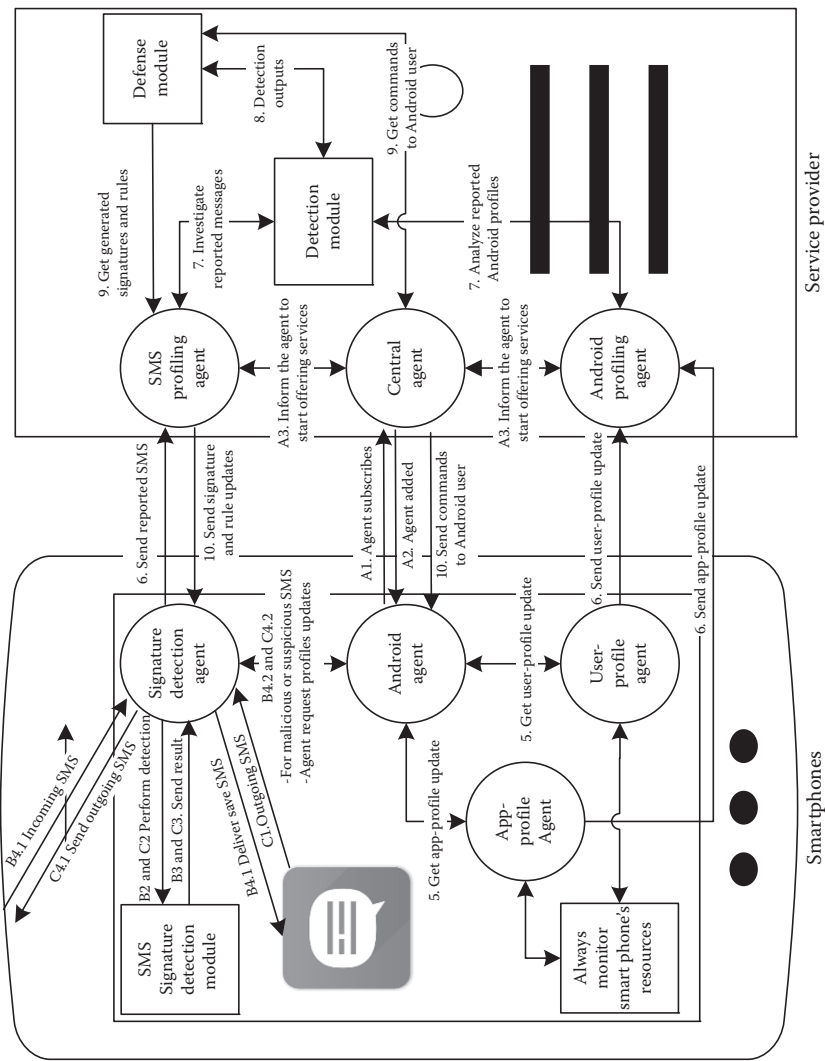 B4.1 Incoming SMS
C4.1 Send outgoing SMS
SMS
Signature
detection
module
B2 and C2 Perform detection
B3 and C3. Send result
Signature
detection
agent
B4.1 Deliver save SMS
C1. Outgoing SMS
B4.2 and C4.2
- For malicious or suspicious SMS
- Agent request profiles updates
Android
agent
5. Get app-profile update
5. Get user-profile update
App-
profile
Agent
User-
profile
agent
Always
monitor
smart phone's
resources
Smartphones
6. Send reported SMS
10. Send signature
and rule updates
A1. Agent subscribes
A2. Agent added
10. Send commands
to Android user
6. Send user-profile update
6. Send app-profile update
SMS
profiling
agent
A3. Inform the agent to
start offering services
Central
agent
A3. Inform the agent to
start offering services
Android
profiling
agent
9. Get generated
signatures and rules
7. Investigate
reported messages
Detection
module
7. Analyze reported
Android profiles
Defense
module
8. Detection
outputs
9. Get commands
to Android user
Service provider